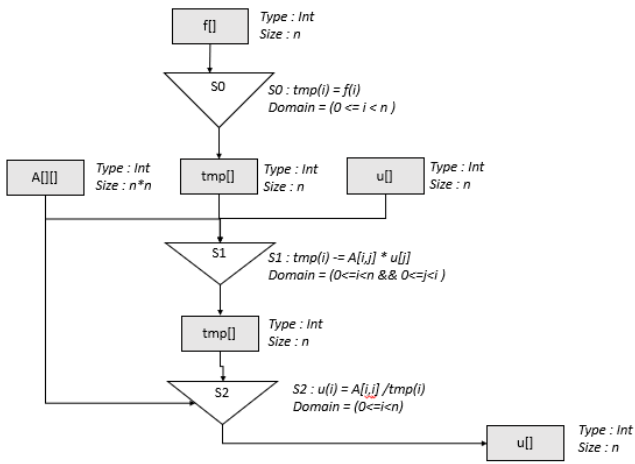 f[]
Type : Int
Size : n
S0
S0 : tmp(i) = f(i)
Domain = (0 <= i < n )
A[][]
Type : Int
Size : n*n
tmp[]
Type : Int
Size : n
u[]
Type : Int
Size : n
S1
S1 : tmp(i) -= A[i,j] * u[j]
Domain = (0<=i<n && 0<=j<i )
tmp[]
Type : Int
Size : n
S2
S2 : u(i) = A[i,i] /tmp(i)
Domain = (0<=i<n)
u[]
Type : Int
Size : n